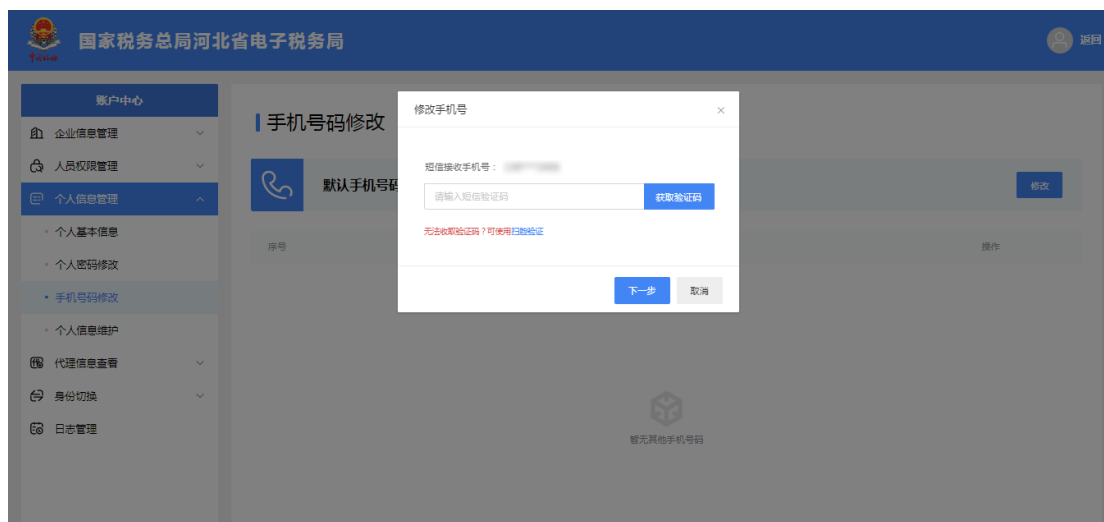 国家税务总局河北省电子税务局
返回
账户中心
企业信息管理
人员权限管理
个人信息管理
个人基本信息
个人密码修改
手机号码修改
个人信息维护
代理信息查看
身份切换
日志管理
手机号码修改
默认手机号码
修改
序号
操作
暂无其他手机号码
修改手机号
×
短信接收手机号：
请输入短信验证码
获取验证码
无法收取验证码？可使用扫脸验证
下一步
取消